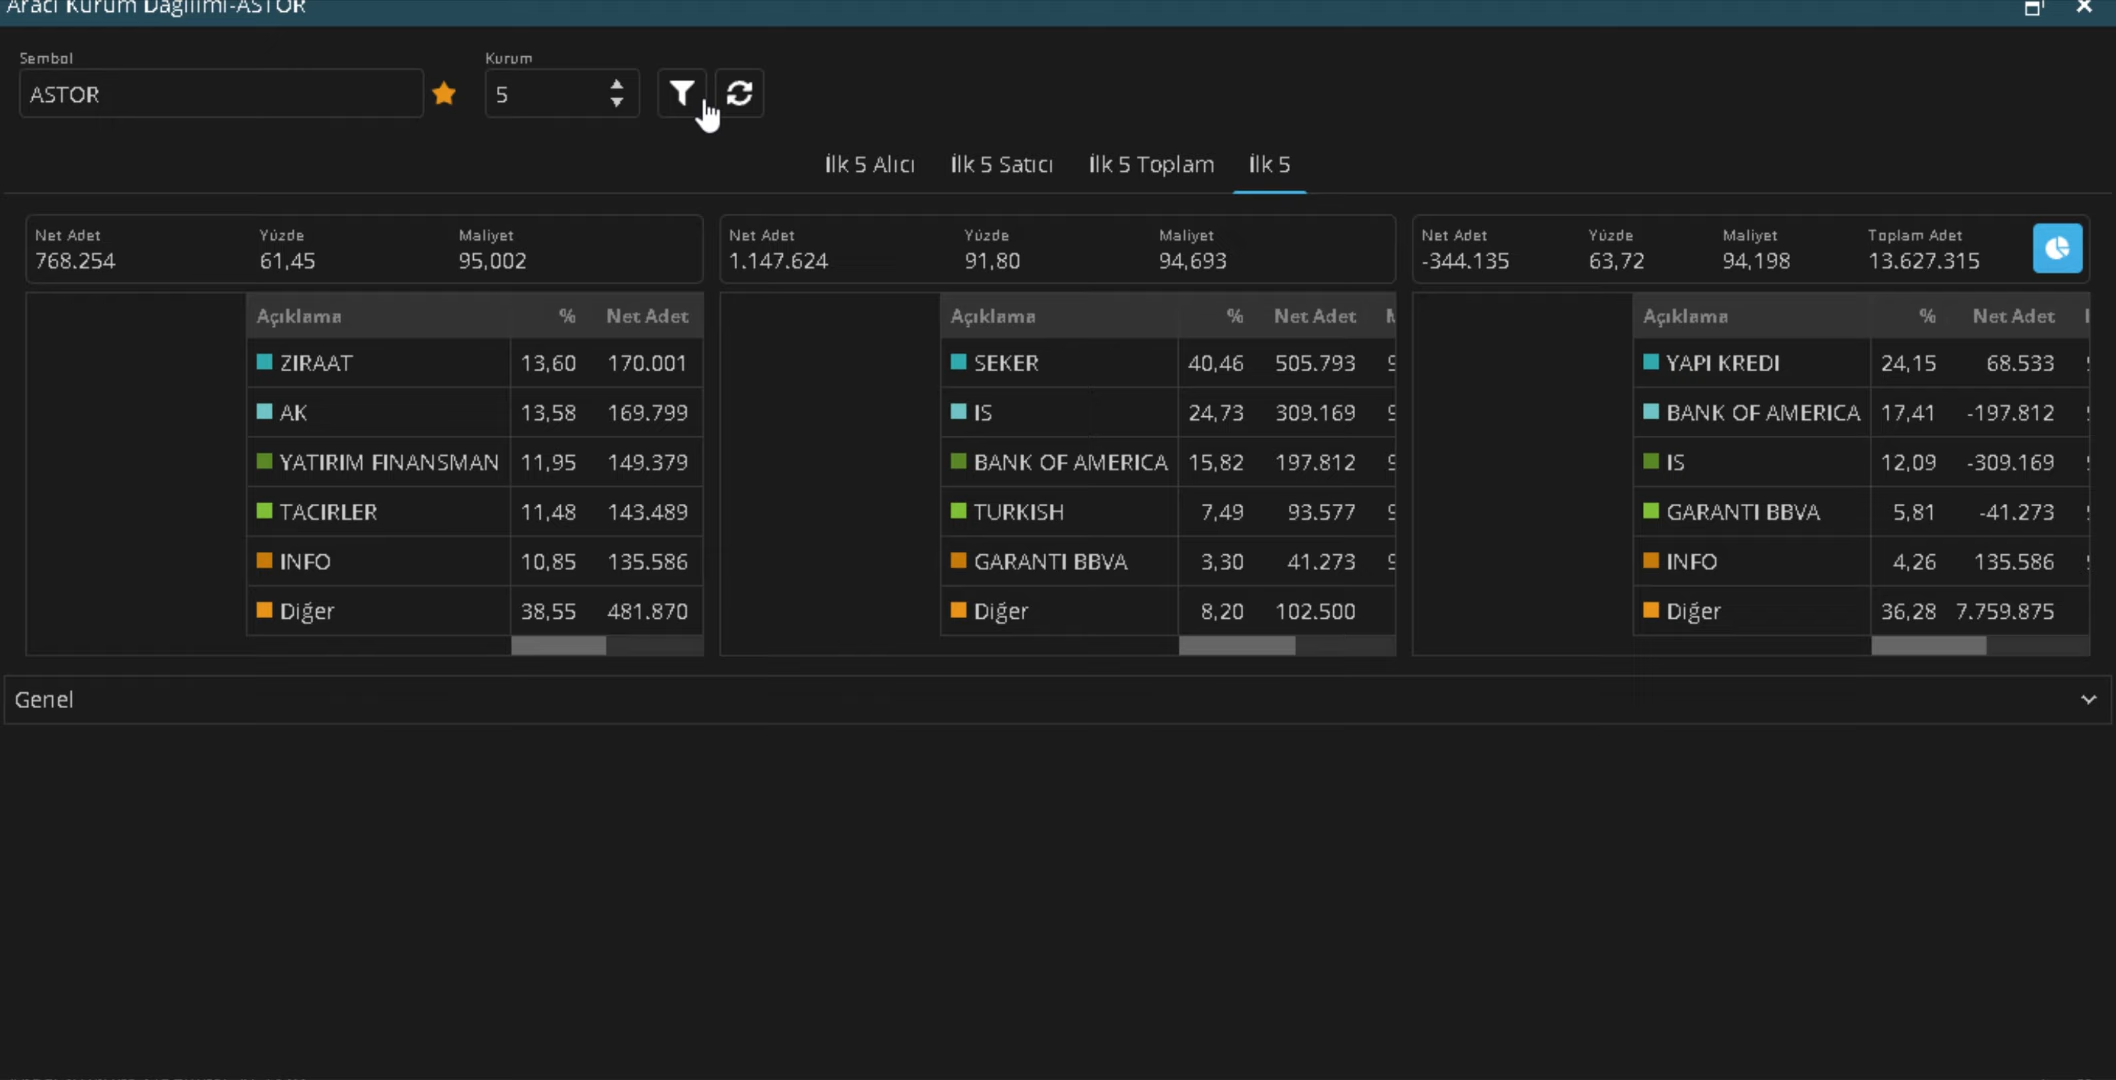 Aracı Kurum Dağılımı-ASTOR
Sembol
Kurum
ASTOR
5
İlk 5 Alıcı İlk 5 Satıcı İlk 5 Toplam İlk 5
Net Adet Yüzde Maliyet
768.254 61,45 95,002
Açıklama % Net Adet
ZIRAAT 13,60 170.001
AK 13,58 169.799
YATIRIM FINANSMAN 11,95 149.379
TACIRLER 11,48 143.489
INFO 10,85 135.586
Diğer 38,55 481.870
Net Adet Yüzde Maliyet
1.147.624 91,80 94,693
Açıklama % Net Adet
SEKER 40,46 505.793
IS 24,73 309.169
BANK OF AMERICA 15,82 197.812
TURKISH 7,49 93.577
GARANTI BBVA 3,30 41.273
Diğer 8,20 102.500
Net Adet Yüzde Maliyet Toplam Adet
-344.135 63,72 94,198 13.627.315
Açıklama % Net Adet
YAPI KREDI 24,15 68.533
BANK OF AMERICA 17,41 -197.812
IS 12,09 -309.169
GARANTI BBVA 5,81 -41.273
INFO 4,26 135.586
Diğer 36,28 7.759.875
Genel